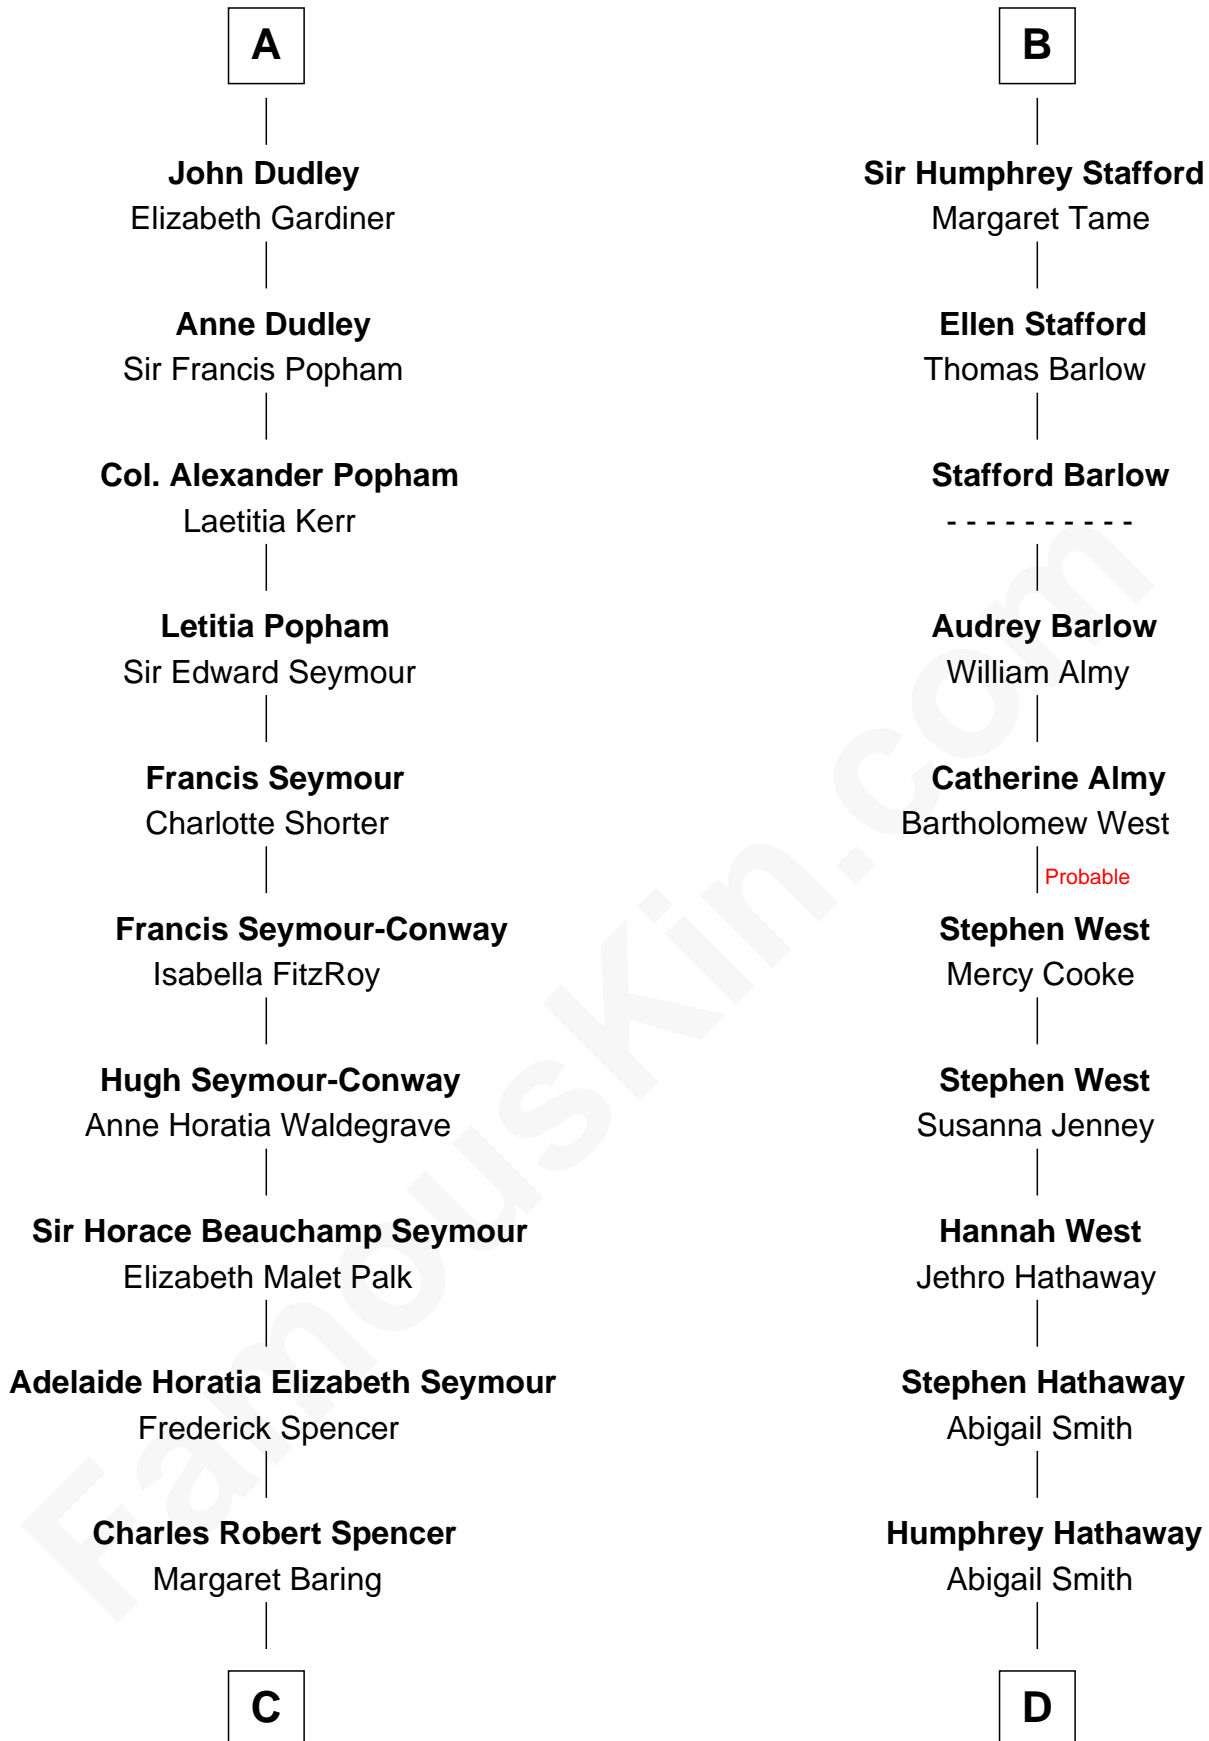 A
John Dudley
Elizabeth Gardiner
Anne Dudley
Sir Francis Popham
Col. Alexander Popham
Laetitia Kerr
Letitia Popham
Sir Edward Seymour
Francis Seymour
Charlotte Shorter
Francis Seymour-Conway
Isabella FitzRoy
Hugh Seymour-Conway
Anne Horatia Waldegrave
Sir Horace Beauchamp Seymour
Elizabeth Malet Palk
Adelaide Horatia Elizabeth Seymour
Frederick Spencer
Charles Robert Spencer
Margaret Baring
C
B
Sir Humphrey Stafford
Margaret Tame
Ellen Stafford
Thomas Barlow
Stafford Barlow
- - - - - - - - - -
Audrey Barlow
William Almy
Catherine Almy
Bartholomew West
Probable
Stephen West
Mercy Cooke
Stephen West
Susanna Jenney
Hannah West
Jethro Hathaway
Stephen Hathaway
Abigail Smith
Humphrey Hathaway
Abigail Smith
D
FamousKin.com